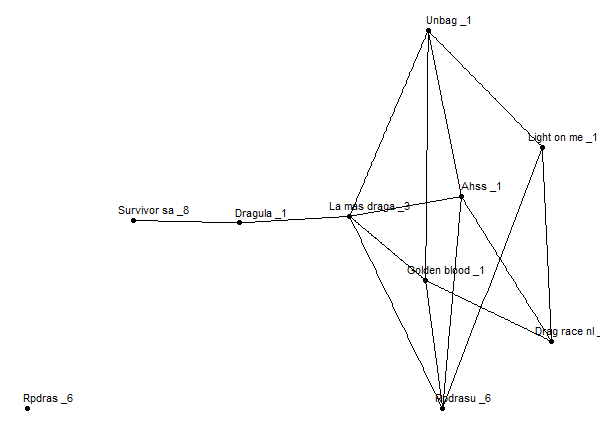 Unbag _1
Light on me _1
Ahss _1
La mas draga _3
Survivor sa _8
Dragula _1
Golden blood _1
Drag race nl _
Rpdras _6
Rpdrasu _6